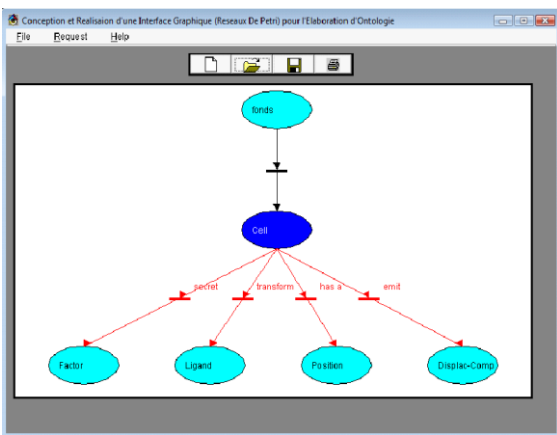 Conception et Realisaion d'une Interface Graphique (Reseaux De Petri) pour l'Elaboration d'Ontologie
File Request Help
fonds
Cell
secret transform has a emit
Factor Ligand Position Displac-Comp